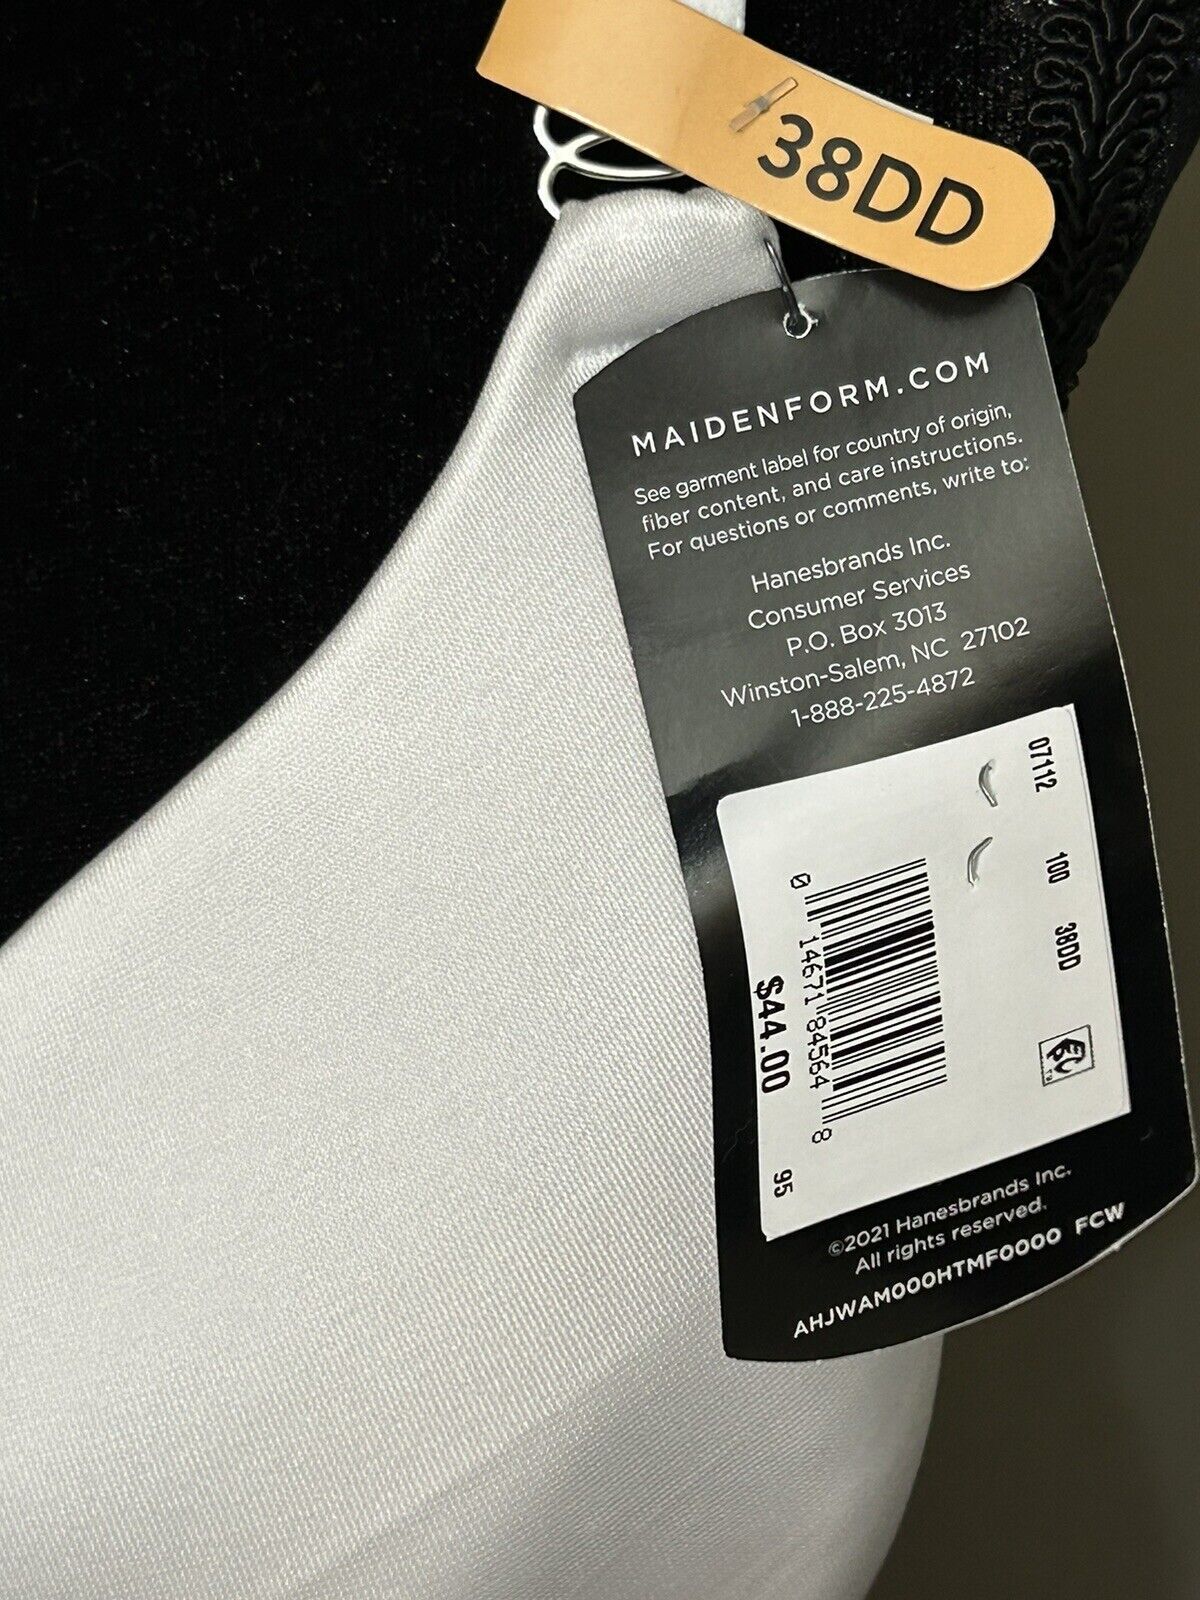 38DD
MAIDENFORM.COM
See garment label for country of origin,
fiber content, and care instructions.
For questions or comments, write to:
Hanesbrands Inc.
Consumer Services
P.O. Box 3013
Winston-Salem, NC 27102
1-888-225-4872
07112 100 38DD
0 14671 84564 8
$44.00 95
©2021 Hanesbrands Inc.
All rights reserved.
AHJWAM000HTMF0000 FCW